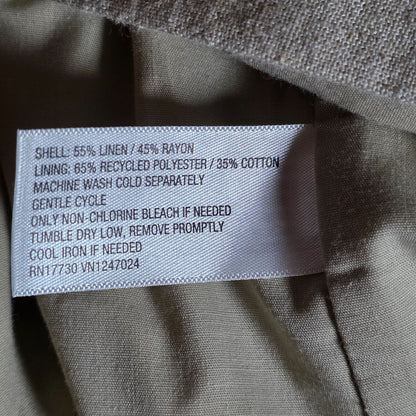 SHELL: 55% LINEN / 45% RAYON
LINING: 65% RECYCLED POLYESTER / 35% COTTON
MACHINE WASH COLD SEPARATELY
GENTLE CYCLE
ONLY NON-CHLORINE BLEACH IF NEEDED
TUMBLE DRY LOW, REMOVE PROMPTLY
COOL IRON IF NEEDED
RN17730 VN1247024